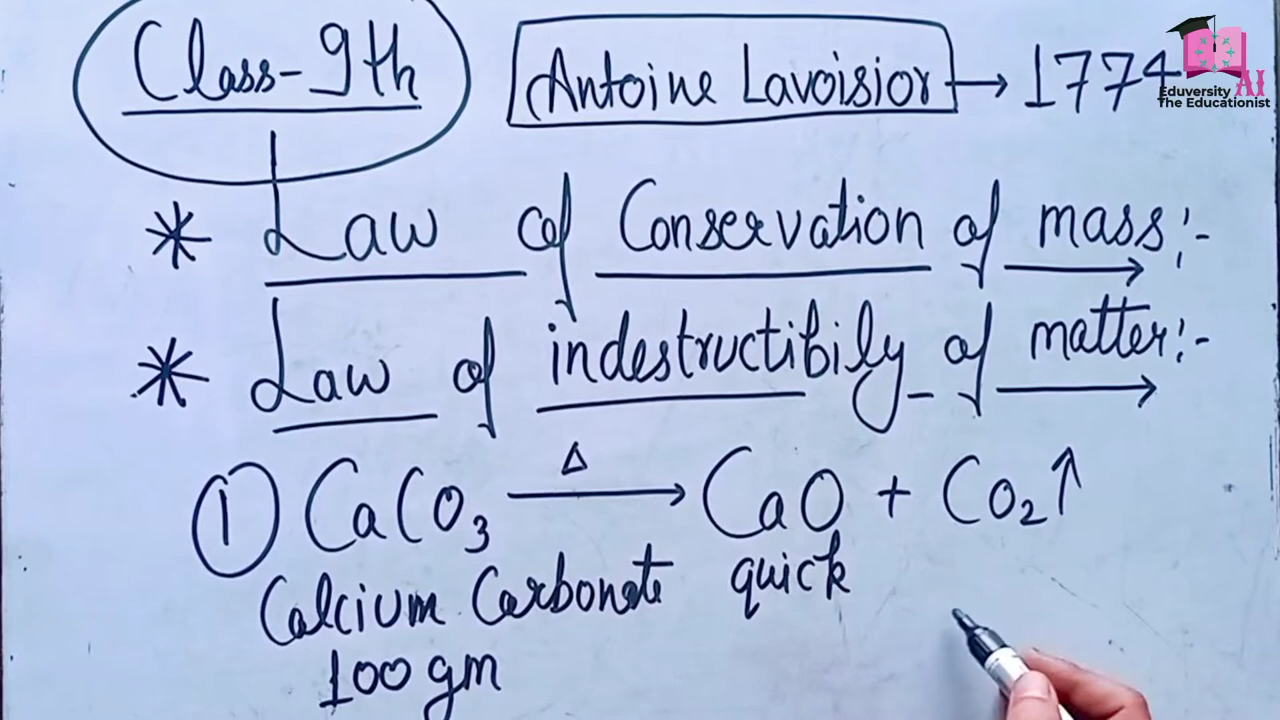 Class-9th Antoine Lavoisior → 1774
Eduversity AI
The Educationist
* Law of Conservation of mass:-
* Law of indestructibily of matter:-
① CaCO₃ Δ→ CaO + CO₂↑
Calcium Carbonate quick
100 gm